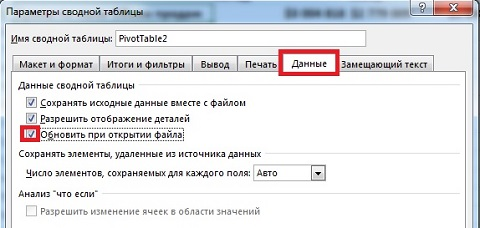 Параметры сводной таблицы
Имя сводной таблицы: PivotTable2
Макет и формат Итоги и фильтры Вывод Печать Данные Замещающий текст
Данные сводной таблицы
Сохранять исходные данные вместе с файлом
Разрешить отображение деталей
Обновить при открытии файла
Сохранять элементы, удаленные из источника данных
Число элементов, сохраняемых для каждого поля: Авто
Анализ "что если"
Разрешить изменение ячеек в области значений